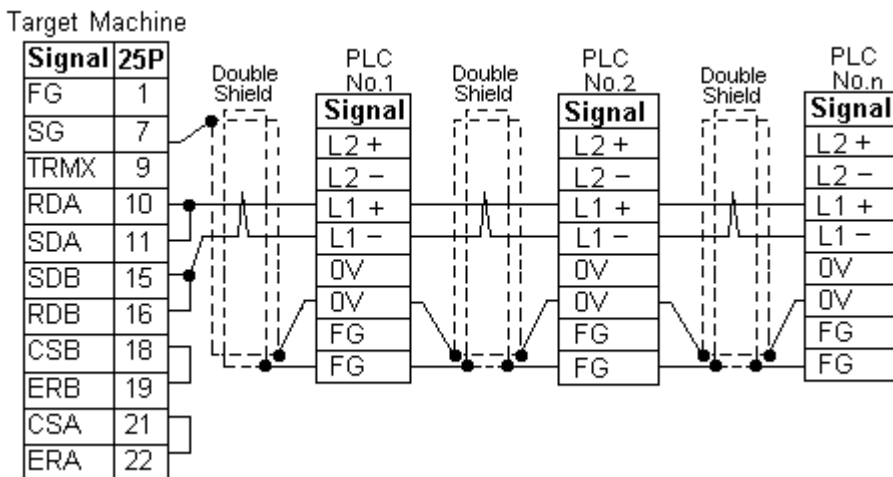 Target Machine
Signal 25P
FG 1
SG 7
TRMX 9
RDA 10
SDA 11
SDB 15
RDB 16
CSB 18
ERB 19
CSA 21
ERA 22
Double
Shield
PLC
No.1
Signal
L2 +
L2 −
L1 +
L1 −
0V
0V
FG
FG
Double
Shield
PLC
No.2
Signal
L2 +
L2 −
L1 +
L1 −
0V
0V
FG
FG
Double
Shield
PLC
No.n
Signal
L2 +
L2 −
L1 +
L1 −
0V
0V
FG
FG